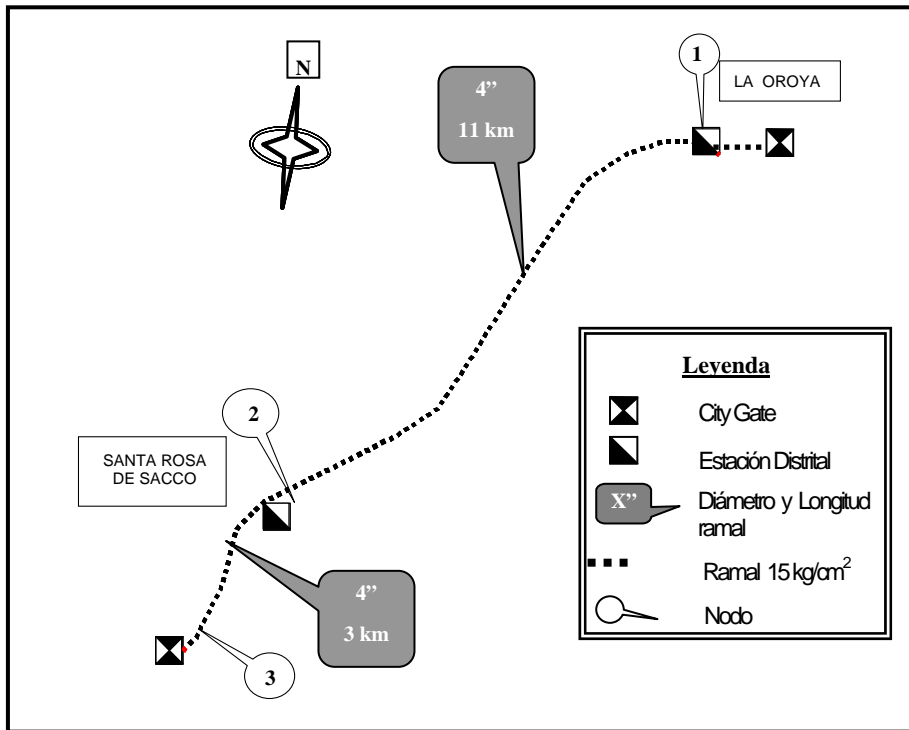 N
1
LA OROYA
4”
11 km
2
SANTA ROSA
DE SACCO
4”
3 km
3
Leyenda
City Gate
Estación Distrital
X”
Diámetro y Longitud
ramal
Ramal 15 kg/cm²
Nodo